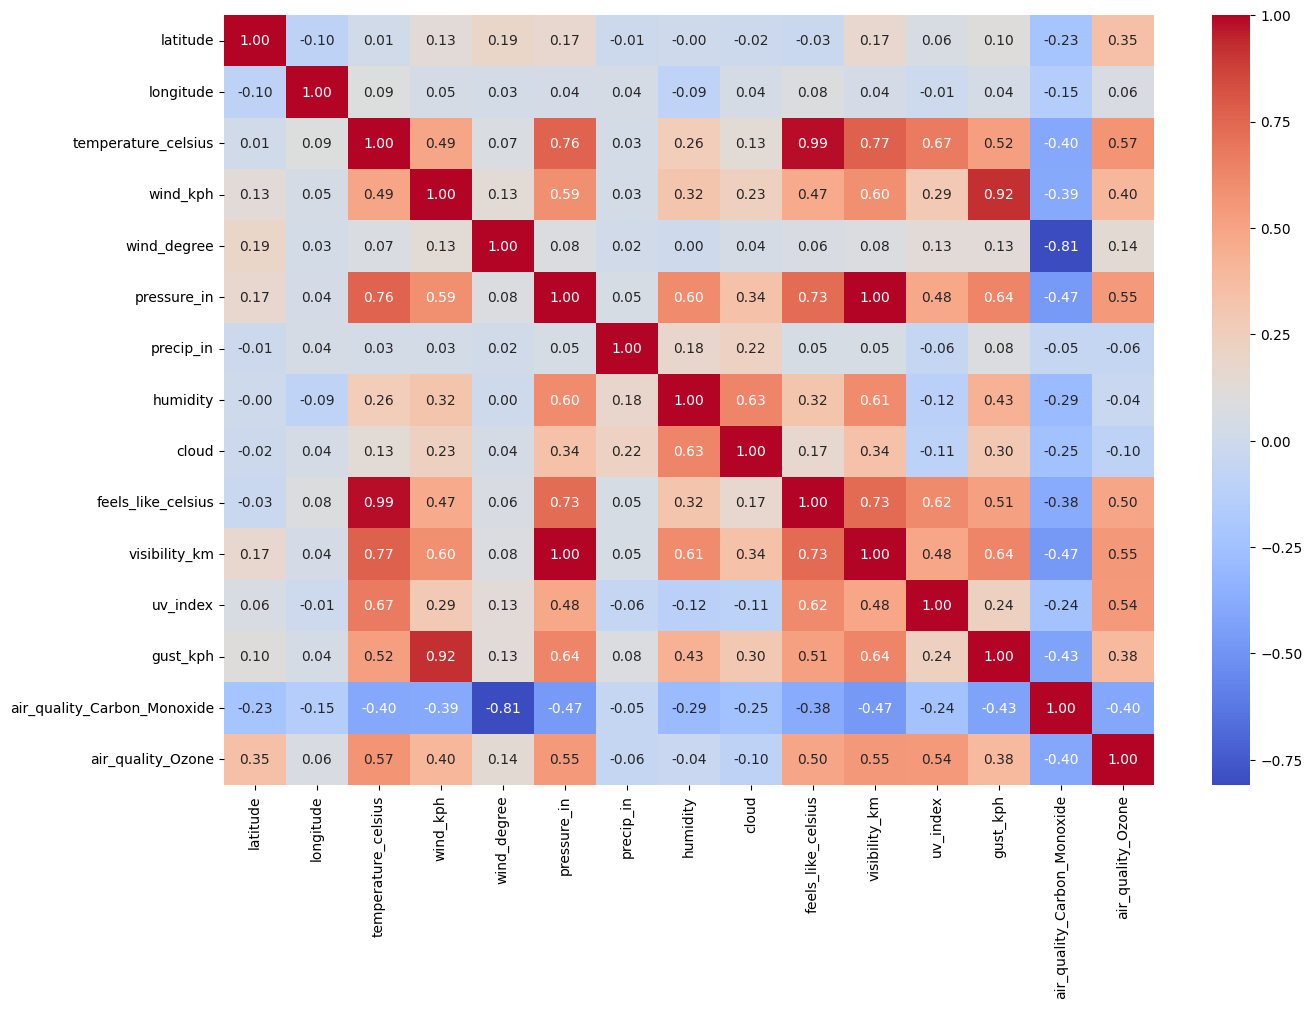 latitude 1.00 -0.10 0.01 0.13 0.19 0.17 -0.01 -0.00 -0.02 -0.03 0.17 0.06 0.10 -0.23 0.35
longitude -0.10 1.00 0.09 0.05 0.03 0.04 0.04 -0.09 0.04 0.08 0.04 -0.01 0.04 -0.15 0.06
temperature_celsius 0.01 0.09 1.00 0.49 0.07 0.76 0.03 0.26 0.13 0.99 0.77 0.67 0.52 -0.40 0.57
wind_kph 0.13 0.05 0.49 1.00 0.13 0.59 0.03 0.32 0.23 0.47 0.60 0.29 0.92 -0.39 0.40
wind_degree 0.19 0.03 0.07 0.13 1.00 0.08 0.02 0.00 0.04 0.06 0.08 0.13 0.13 -0.81 0.14
pressure_in 0.17 0.04 0.76 0.59 0.08 1.00 0.05 0.60 0.34 0.73 1.00 0.48 0.64 -0.47 0.55
precip_in -0.01 0.04 0.03 0.03 0.02 0.05 1.00 0.18 0.22 0.05 0.05 -0.06 0.08 -0.05 -0.06
humidity -0.00 -0.09 0.26 0.32 0.00 0.60 0.18 1.00 0.63 0.32 0.61 -0.12 0.43 -0.29 -0.04
cloud -0.02 0.04 0.13 0.23 0.04 0.34 0.22 0.63 1.00 0.17 0.34 -0.11 0.30 -0.25 -0.10
feels_like_celsius -0.03 0.08 0.99 0.47 0.06 0.73 0.05 0.32 0.17 1.00 0.73 0.62 0.51 -0.38 0.50
visibility_km 0.17 0.04 0.77 0.60 0.08 1.00 0.05 0.61 0.34 0.73 1.00 0.48 0.64 -0.47 0.55
uv_index 0.06 -0.01 0.67 0.29 0.13 0.48 -0.06 -0.12 -0.11 0.62 0.48 1.00 0.24 -0.24 0.54
gust_kph 0.10 0.04 0.52 0.92 0.13 0.64 0.08 0.43 0.30 0.51 0.64 0.24 1.00 -0.43 0.38
air_quality_Carbon_Monoxide -0.23 -0.15 -0.40 -0.39 -0.81 -0.47 -0.05 -0.29 -0.25 -0.38 -0.47 -0.24 -0.43 1.00 -0.40
air_quality_Ozone 0.35 0.06 0.57 0.40 0.14 0.55 -0.06 -0.04 -0.10 0.50 0.55 0.54 0.38 -0.40 1.00
latitude
longitude
temperature_celsius
wind_kph
wind_degree
pressure_in
precip_in
humidity
cloud
feels_like_celsius
visibility_km
uv_index
gust_kph
air_quality_Carbon_Monoxide
air_quality_Ozone
1.00
0.75
0.50
0.25
0.00
−0.25
−0.50
−0.75